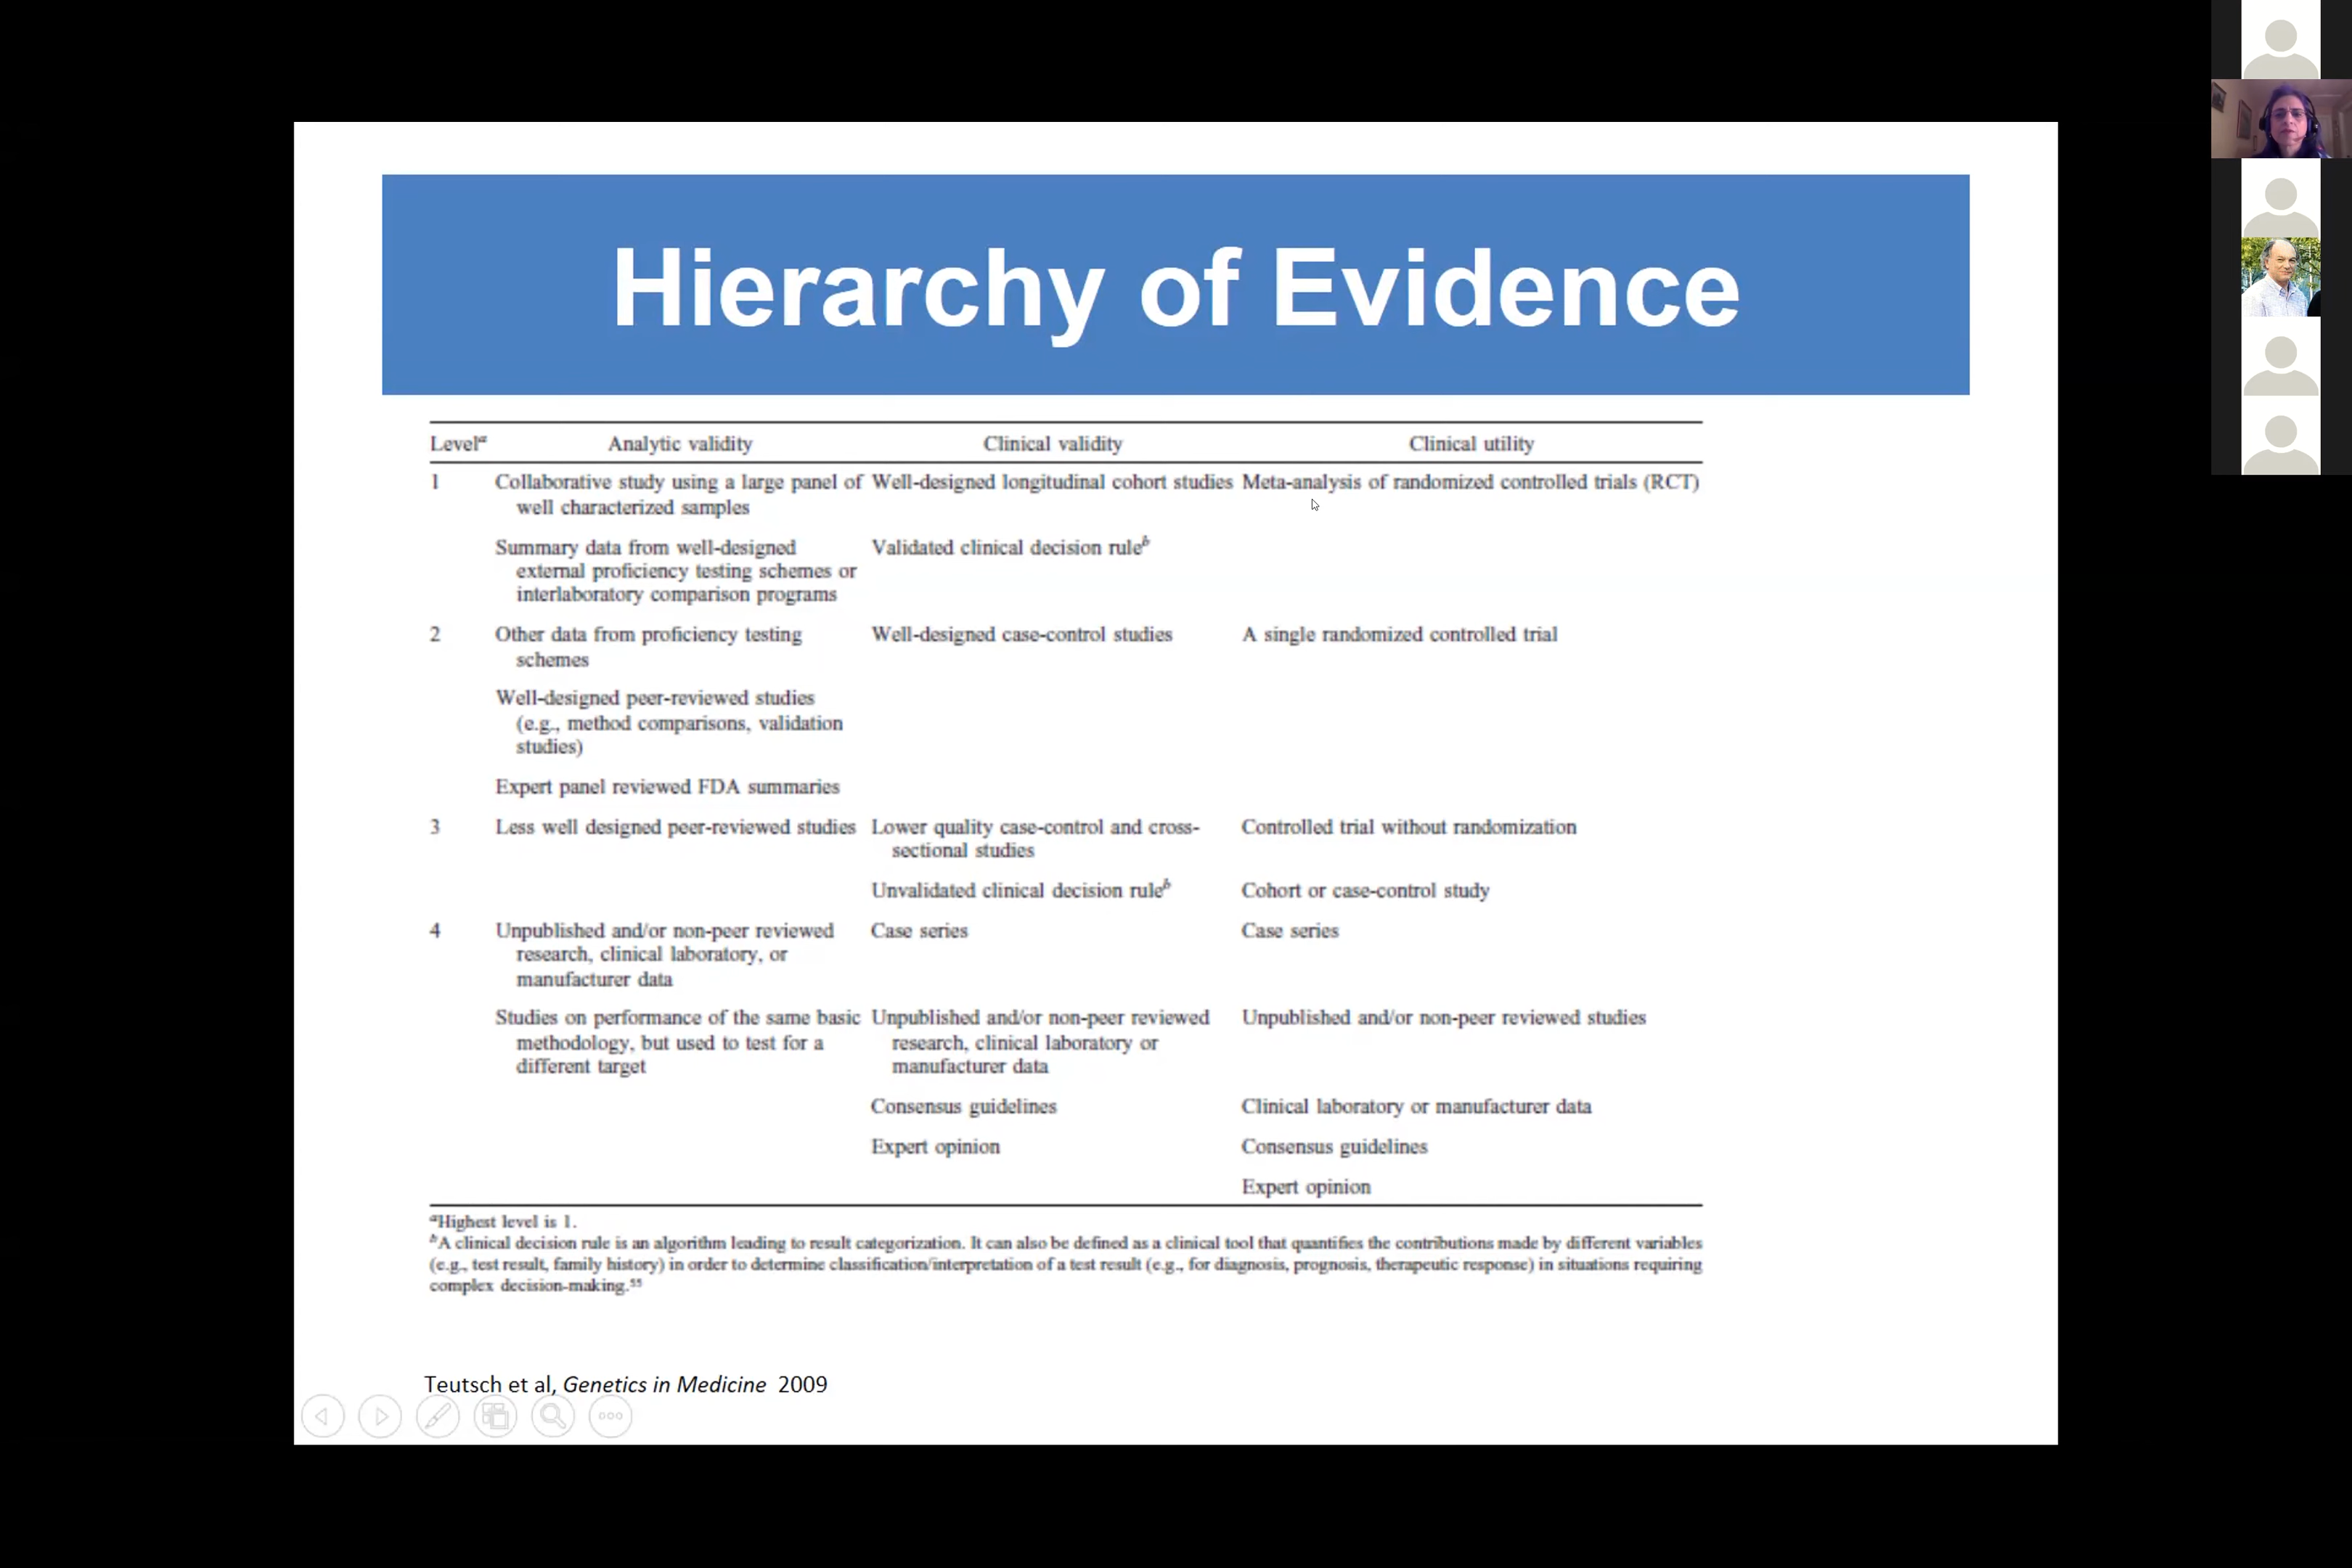 Hierarchy of Evidence
Levelᵃ Analytic validity Clinical validity Clinical utility
1 Collaborative study using a large panel of Well-designed longitudinal cohort studies Meta-analysis of randomized controlled trials (RCT)
well characterized samples
Summary data from well-designed Validated clinical decision ruleᵇ
external proficiency testing schemes or
interlaboratory comparison programs
2 Other data from proficiency testing Well-designed case-control studies A single randomized controlled trial
schemes
Well-designed peer-reviewed studies
(e.g., method comparisons, validation
studies)
Expert panel reviewed FDA summaries
3 Less well designed peer-reviewed studies Lower quality case-control and cross- Controlled trial without randomization
sectional studies
Unvalidated clinical decision ruleᵇ Cohort or case-control study
4 Unpublished and/or non-peer reviewed Case series Case series
research, clinical laboratory, or
manufacturer data
Studies on performance of the same basic Unpublished and/or non-peer reviewed Unpublished and/or non-peer reviewed studies
methodology, but used to test for a research, clinical laboratory or
different target manufacturer data
Consensus guidelines Clinical laboratory or manufacturer data
Expert opinion Consensus guidelines
Expert opinion
ᵃHighest level is 1.
ᵇA clinical decision rule is an algorithm leading to result categorization. It can also be defined as a clinical tool that quantifies the contributions made by different variables
(e.g., test result, family history) in order to determine classification/interpretation of a test result (e.g., for diagnosis, prognosis, therapeutic response) in situations requiring
complex decision-making.⁵⁵
Teutsch et al, Genetics in Medicine 2009